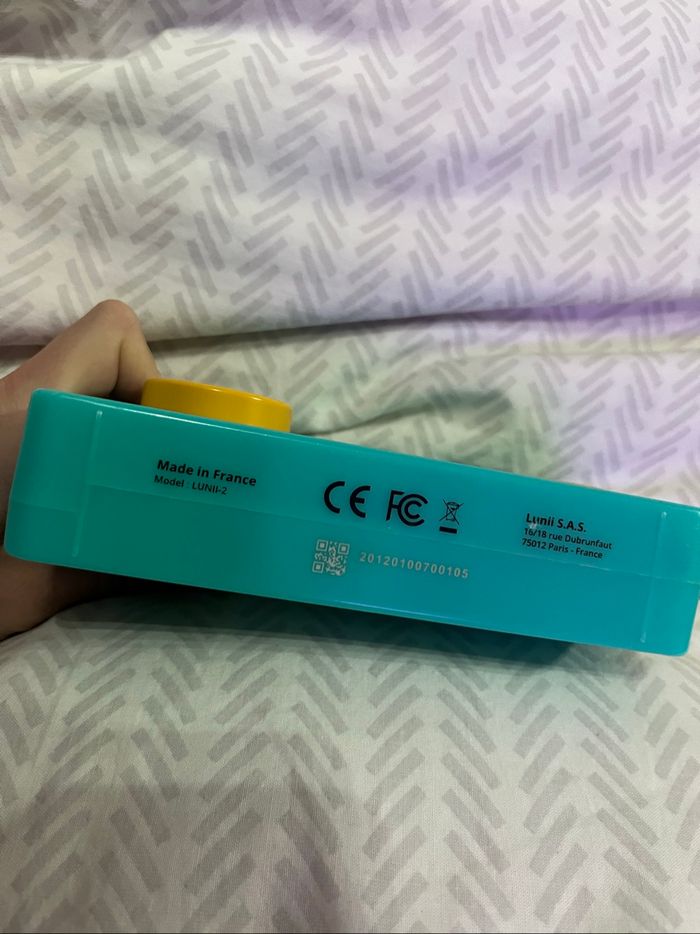 Made in France
Model : LUNII-2
CE FC
Lunii S.A.S.
16/18 rue Dubrunfaut
75012 Paris - France
20120100700105